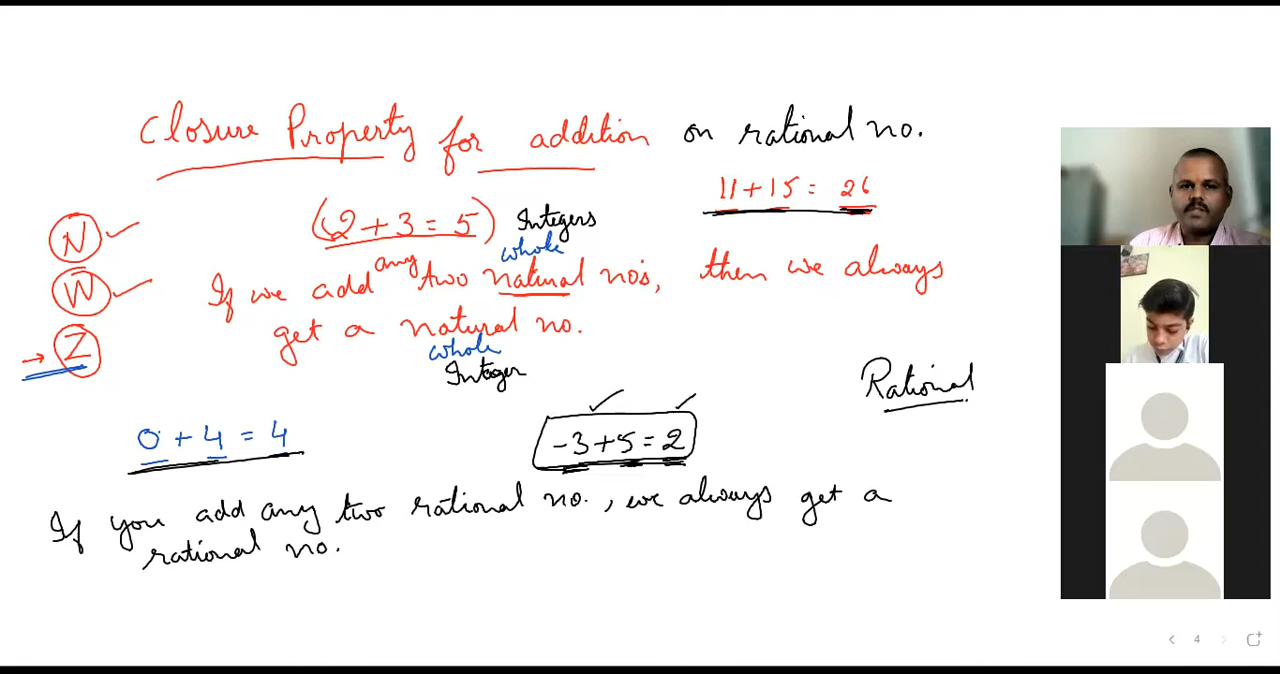 Closure Property for addition on rational no.
11 + 15 = 26
(2 + 3 = 5) Integers
N
whole
any
W
If we add two natural no's, then we always
get a natural no.
Z
whole
Integer
Rational
0 + 4 = 4
-3 + 5 = 2
If you add any two rational no., we always get a
rational no.
4